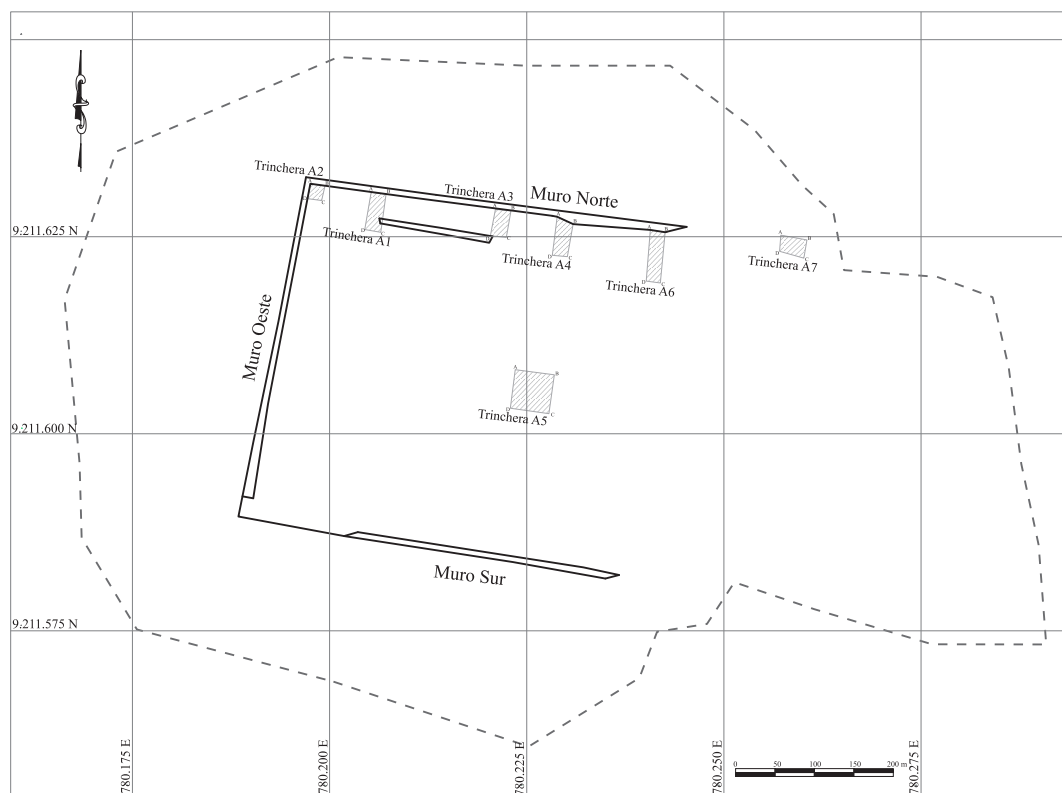 Trinchera A2
Trinchera A3
Muro Norte
9.211.625 N
Trinchera A1
Trinchera A4
Trinchera A7
Trinchera A6
Muro Oeste
A
B
Trinchera A5
D
C
9.211.600 N
Muro Sur
9.211.575 N
780.175 E
780.200 E
780.225 E
780.250 E
780.275 E
0 50 100 150 200 m